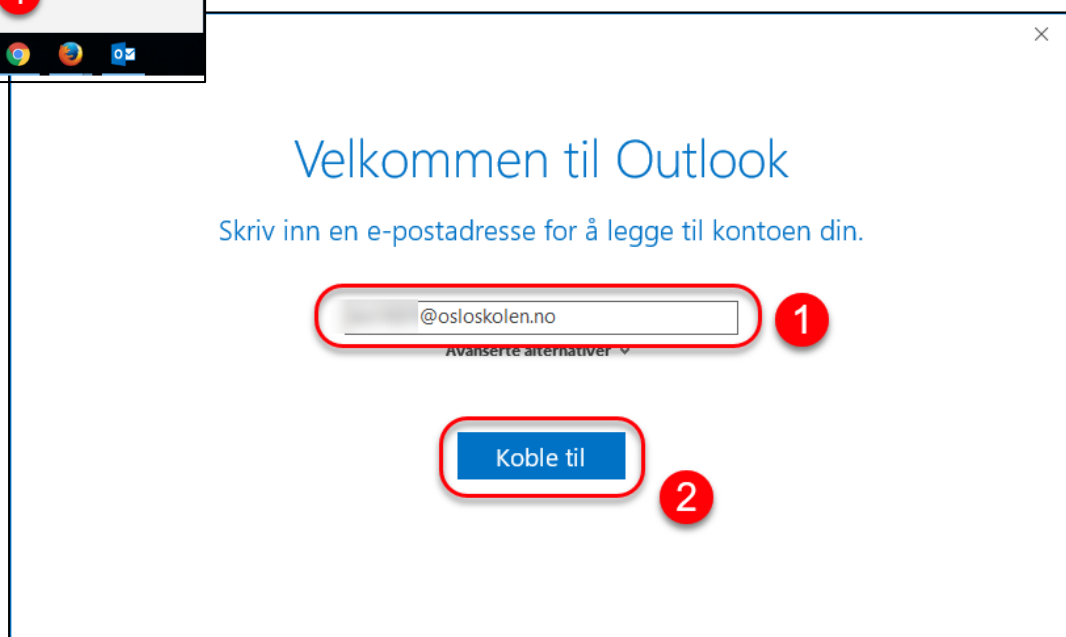 Velkommen til Outlook
Skriv inn en e-postadresse for å legge til kontoen din.
@osloskolen.no
1
Avanserte alternativer
Koble til
2